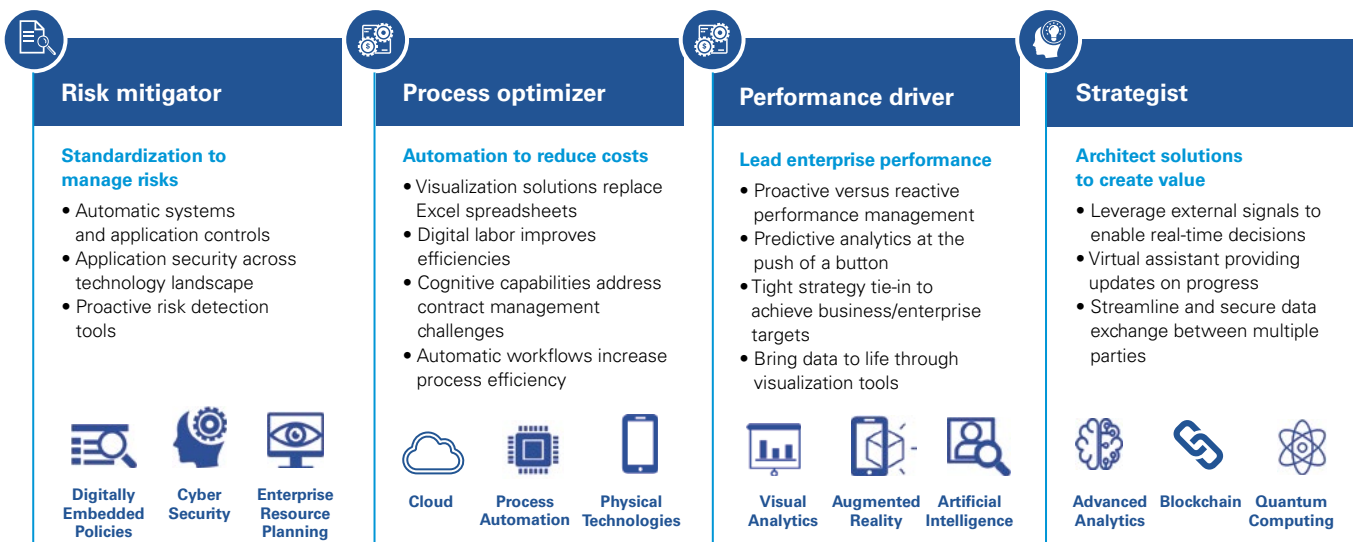 Risk mitigator
Standardization to
manage risks
• Automatic systems
and application controls
• Application security across
technology landscape
• Proactive risk detection
tools
Digitally
Embedded
Policies
Cyber
Security
Enterprise
Resource
Planning
Process optimizer
Automation to reduce costs
• Visualization solutions replace
Excel spreadsheets
• Digital labor improves
efficiencies
• Cognitive capabilities address
contract management
challenges
• Automatic workflows increase
process efficiency
Cloud
Process
Automation
Physical
Technologies
Performance driver
Lead enterprise performance
• Proactive versus reactive
performance management
• Predictive analytics at the
push of a button
• Tight strategy tie-in to
achieve business/enterprise
targets
• Bring data to life through
visualization tools
Visual
Analytics
Augmented
Reality
Artificial
Intelligence
Strategist
Architect solutions
to create value
• Leverage external signals to
enable real-time decisions
• Virtual assistant providing
updates on progress
• Streamline and secure data
exchange between multiple
parties
Advanced
Analytics
Blockchain
Quantum
Computing